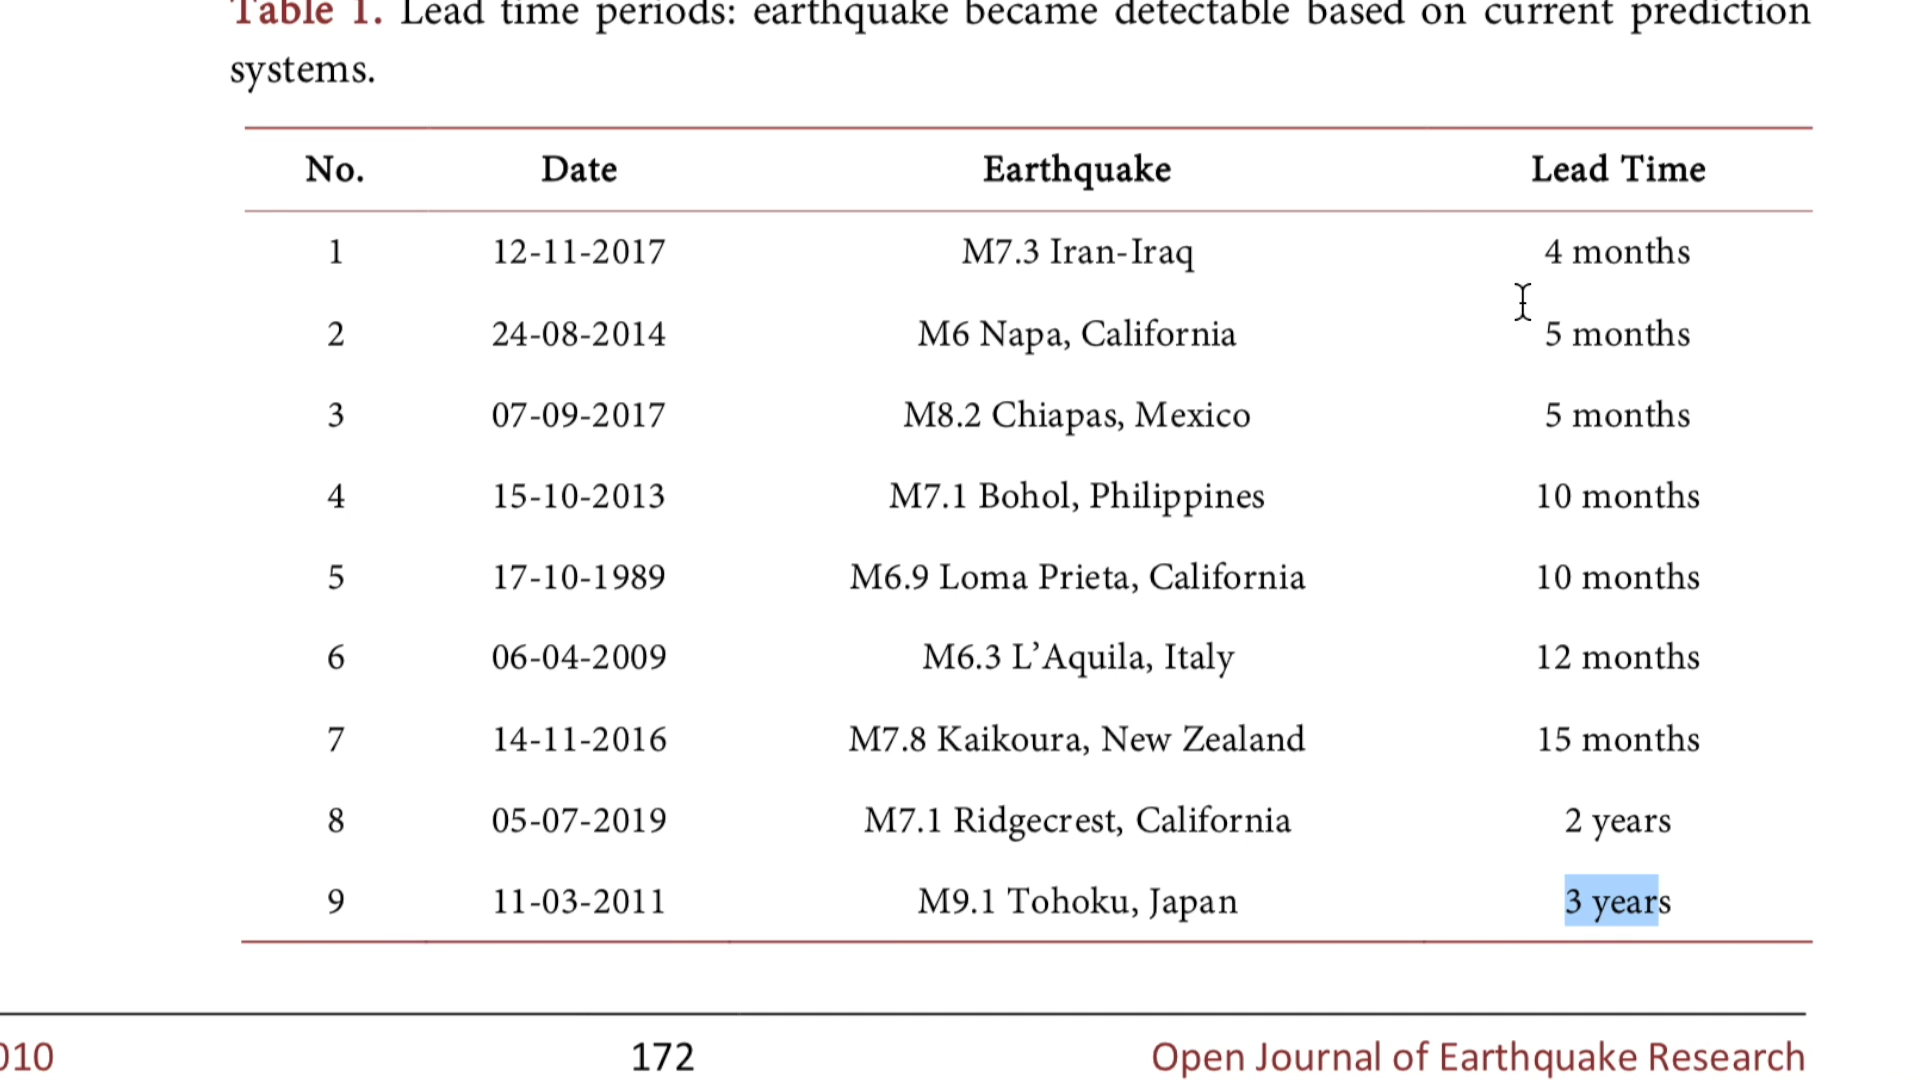 Table 1. Lead time periods: earthquake became detectable based on current prediction
systems.
No. Date Earthquake Lead Time
1 12-11-2017 M7.3 Iran-Iraq 4 months
2 24-08-2014 M6 Napa, California 5 months
3 07-09-2017 M8.2 Chiapas, Mexico 5 months
4 15-10-2013 M7.1 Bohol, Philippines 10 months
5 17-10-1989 M6.9 Loma Prieta, California 10 months
6 06-04-2009 M6.3 L’Aquila, Italy 12 months
7 14-11-2016 M7.8 Kaikoura, New Zealand 15 months
8 05-07-2019 M7.1 Ridgecrest, California 2 years
9 11-03-2011 M9.1 Tohoku, Japan 3 years
010 172 Open Journal of Earthquake Research